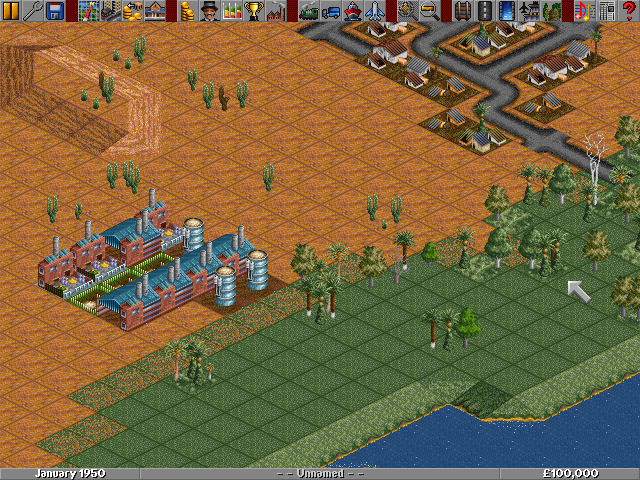 January 1950
- - Unnamed - -
£100,000